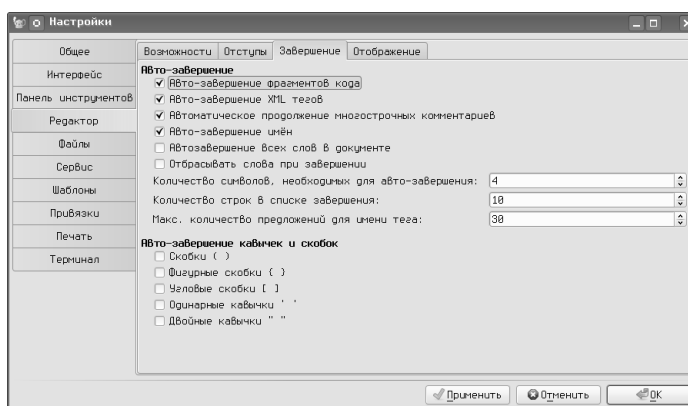 Настройки
Общее
Интерфейс
Панель инструментов
Редактор
Файлы
Сервис
Шаблоны
Привязки
Печать
Терминал
Возможности Отступы Завершение Отображение
Авто-завершение
Авто-завершение фрагментов кода
Авто-завершение XML тегов
Автоматическое продолжение многострочных комментариев
Авто-завершение имён
Автозавершение всех слов в документе
Отбрасывать слова при завершении
Количество символов, необходимых для авто-завершения: 4
Количество строк в списке завершения: 10
Макс. количество предложений для имени тега: 30
Авто-завершение кавычек и скобок
Скобки ( )
Фигурные скобки { }
Угловые скобки [ ]
Одинарные кавычки ' '
Двойные кавычки " "
Применить Отменить OK